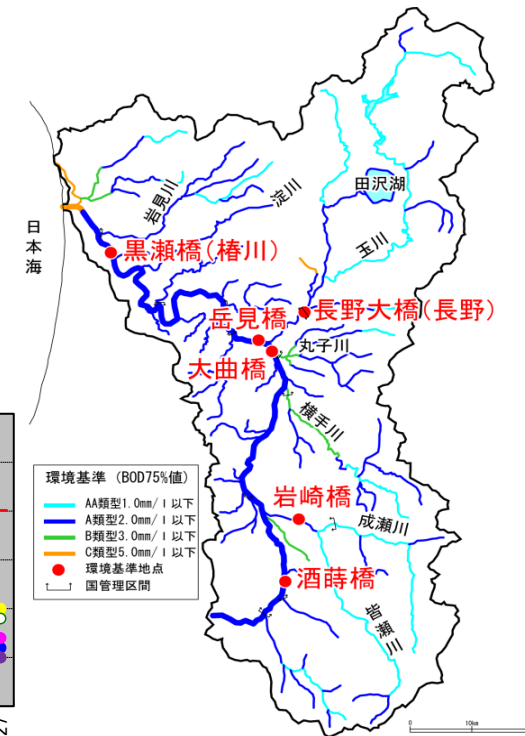 岩見川
淀川
田沢湖
玉川
日本海
黒瀬橋(椿川)
長野大橋(長野)
岳見橋
丸子川
大曲橋
横手川
環境基準 (BOD75%値)
AA類型1.0mm/l以下
A類型2.0mm/l以下
B類型3.0mm/l以下
C類型5.0mm/l以下
環境基準地点
国管理区間
岩崎橋
成瀬川
酒蒔橋
皆瀬川
27
0 10km